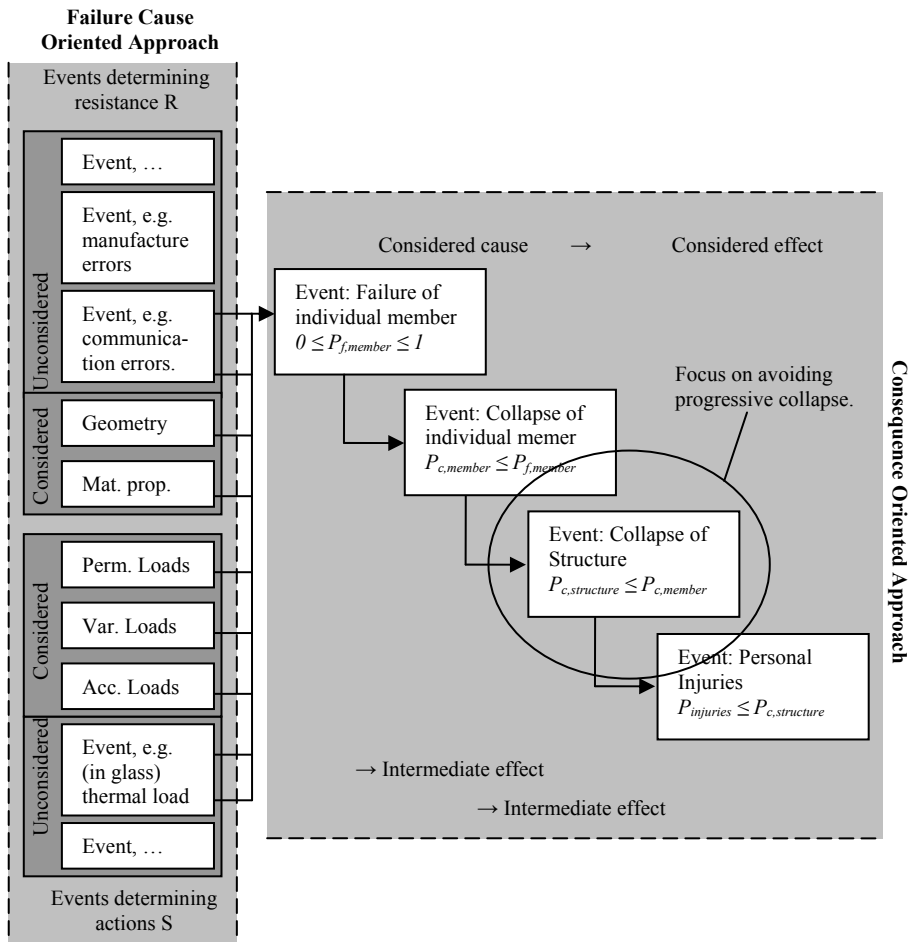 Failure Cause
Oriented Approach
Events determining
resistance R
Unconsidered
Event, …
Event, e.g.
manufacture
errors
Event, e.g.
communica-
tion errors.
Considered
Geometry
Mat. prop.
Considered
Perm. Loads
Var. Loads
Acc. Loads
Unconsidered
Event, e.g.
(in glass)
thermal load
Event, …
Events determining
actions S
Considered cause → Considered effect
Event: Failure of
individual member
0 ≤ Pf,member ≤ 1
Event: Collapse of
individual memer
Pc,member ≤ Pf,member
Focus on avoiding
progressive collapse.
Event: Collapse of
Structure
Pc,structure ≤ Pc,member
Event: Personal
Injuries
Pinjuries ≤ Pc,structure
→ Intermediate effect
→ Intermediate effect
Consequence Oriented Approach